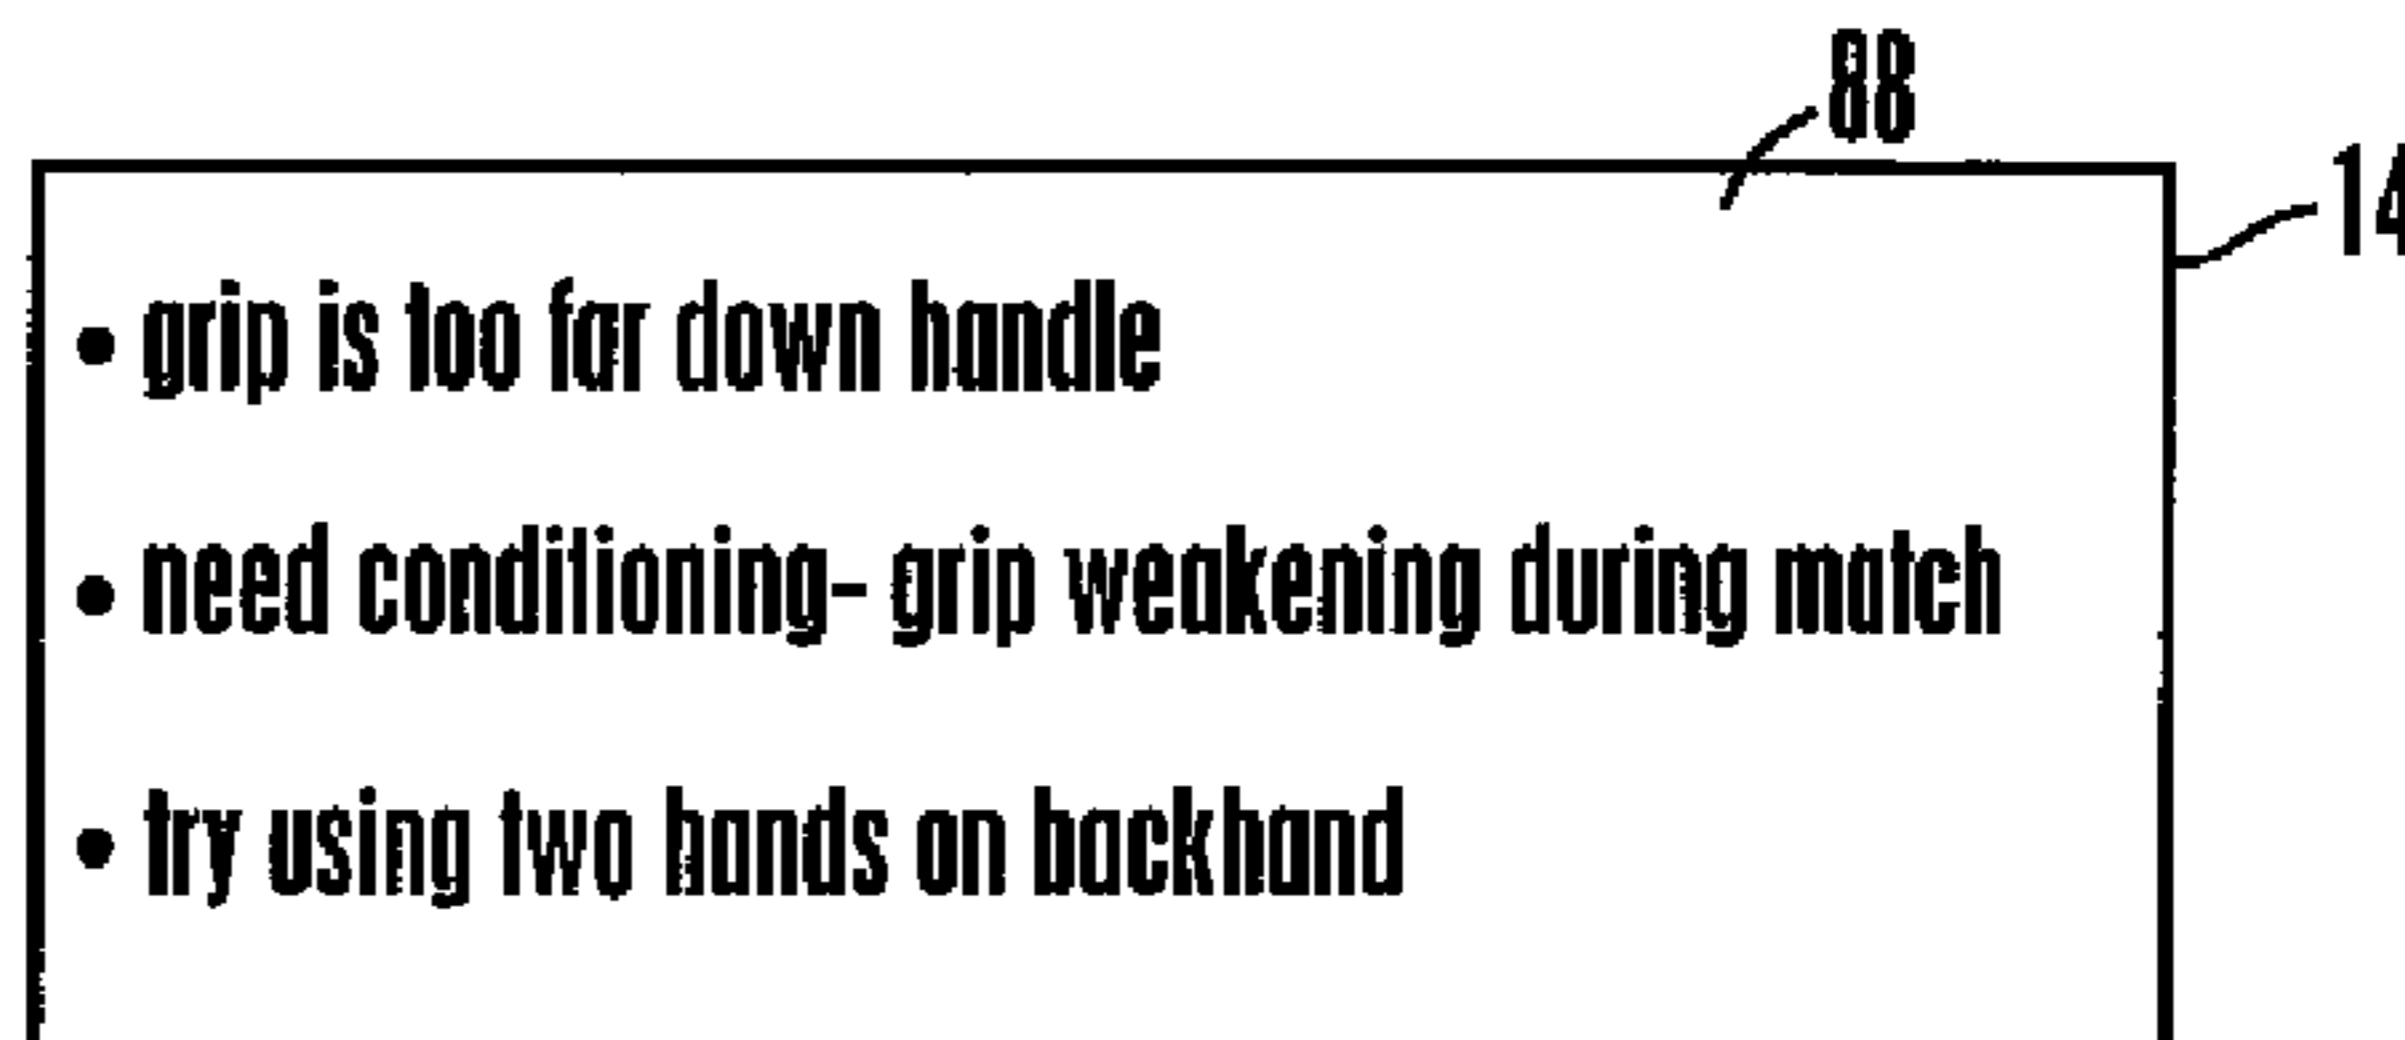 88
14
• grip is too far down handle
• need conditioning- grip weakening during match
• try using two hands on backhand